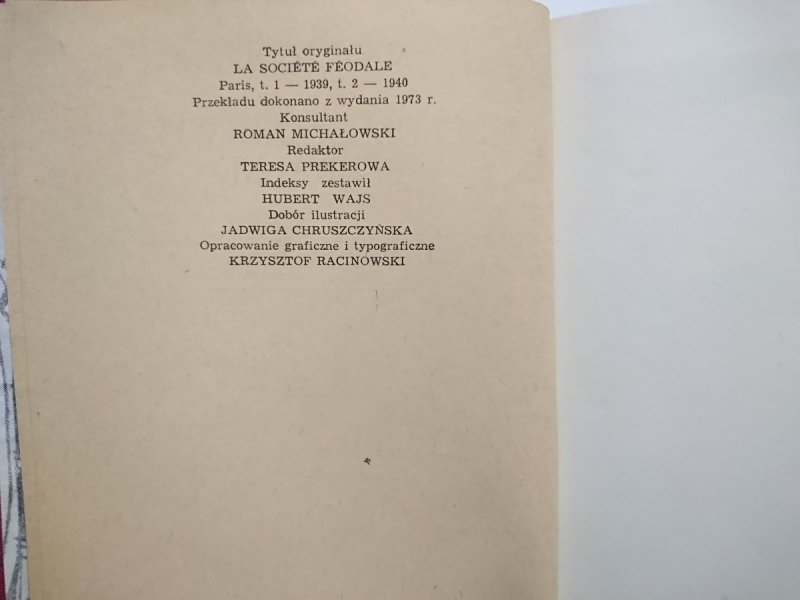 Tytuł oryginału
LA SOCIÉTÉ FÉODALE
Paris, t. 1 — 1939, t. 2 — 1940
Przekładu dokonano z wydania 1973 r.
Konsultant
ROMAN MICHAŁOWSKI
Redaktor
TERESA PREKEROWA
Indeksy zestawił
HUBERT WAJS
Dobór ilustracji
JADWIGA CHRUSZCZYŃSKA
Opracowanie graficzne i typograficzne
KRZYSZTOF RACINOWSKI